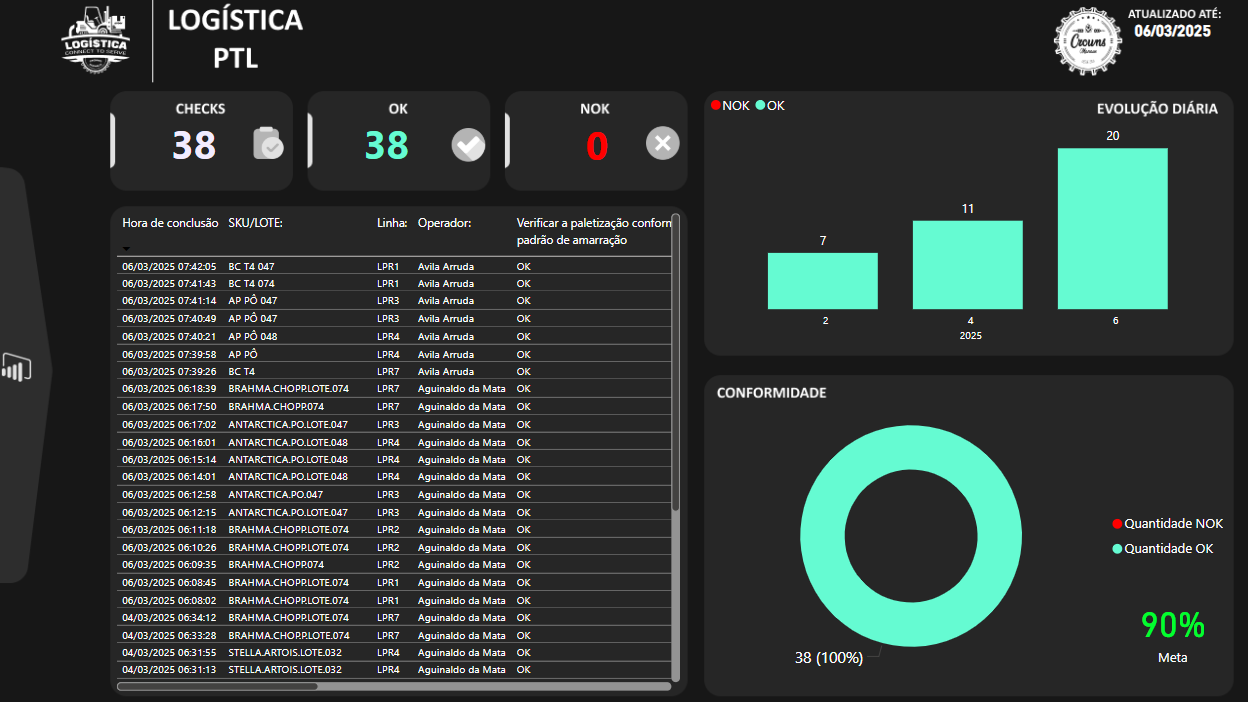 LOGÍSTICA
CONNECT TO SERVE
LOGÍSTICA
PTL
Crowns
Manaus
ATUALIZADO ATÉ:
06/03/2025
CHECKS
38
OK
38
NOK
0
Hora de conclusão SKU/LOTE: Linha: Operador: Verificar a paletização conform
padrão de amarração
06/03/2025 07:42:05 BC T4 047 LPR1 Avila Arruda OK
06/03/2025 07:41:43 BC T4 074 LPR1 Avila Arruda OK
06/03/2025 07:41:14 AP PÔ 047 LPR3 Avila Arruda OK
06/03/2025 07:40:49 AP PÔ 047 LPR3 Avila Arruda OK
06/03/2025 07:40:21 AP PÔ 048 LPR4 Avila Arruda OK
06/03/2025 07:39:58 AP PÔ LPR4 Avila Arruda OK
06/03/2025 07:39:26 BC T4 LPR7 Avila Arruda OK
06/03/2025 06:18:39 BRAHMA.CHOPP.LOTE.074 LPR7 Aguinaldo da Mata OK
06/03/2025 06:17:50 BRAHMA.CHOPP.074 LPR7 Aguinaldo da Mata OK
06/03/2025 06:17:02 ANTARCTICA.PO.LOTE.047 LPR3 Aguinaldo da Mata OK
06/03/2025 06:16:01 ANTARCTICA.PO.LOTE.048 LPR4 Aguinaldo da Mata OK
06/03/2025 06:15:14 ANTARCTICA.PO.LOTE.048 LPR4 Aguinaldo da Mata OK
06/03/2025 06:14:01 ANTARCTICA.PO.LOTE.048 LPR4 Aguinaldo da Mata OK
06/03/2025 06:12:58 ANTARCTICA.PO.047 LPR3 Aguinaldo da Mata OK
06/03/2025 06:12:15 ANTARCTICA.PO.LOTE.047 LPR3 Aguinaldo da Mata OK
06/03/2025 06:11:18 BRAHMA.CHOPP.LOTE.074 LPR2 Aguinaldo da Mata OK
06/03/2025 06:10:26 BRAHMA.CHOPP.LOTE.074 LPR2 Aguinaldo da Mata OK
06/03/2025 06:09:35 BRAHMA.CHOPP.074 LPR2 Aguinaldo da Mata OK
06/03/2025 06:08:45 BRAHMA.CHOPP.LOTE.074 LPR1 Aguinaldo da Mata OK
06/03/2025 06:08:02 BRAHMA.CHOPP.LOTE.074 LPR1 Aguinaldo da Mata OK
04/03/2025 06:34:12 BRAHMA.CHOPP.LOTE.074 LPR7 Aguinaldo da Mata OK
04/03/2025 06:33:28 BRAHMA.CHOP.P.LOTE.074 LPR7 Aguinaldo da Mata OK
04/03/2025 06:31:55 STELLA.ARTOIS.LOTE.032 LPR4 Aguinaldo da Mata OK
04/03/2025 06:31:13 STELLA.ARTOIS.LOTE.032 LPR4 Aguinaldo da Mata OK
NOK OK
EVOLUÇÃO DIÁRIA
7
11
20
2 4 6
2025
CONFORMIDADE
Quantidade NOK
Quantidade OK
38 (100%)
90%
Meta